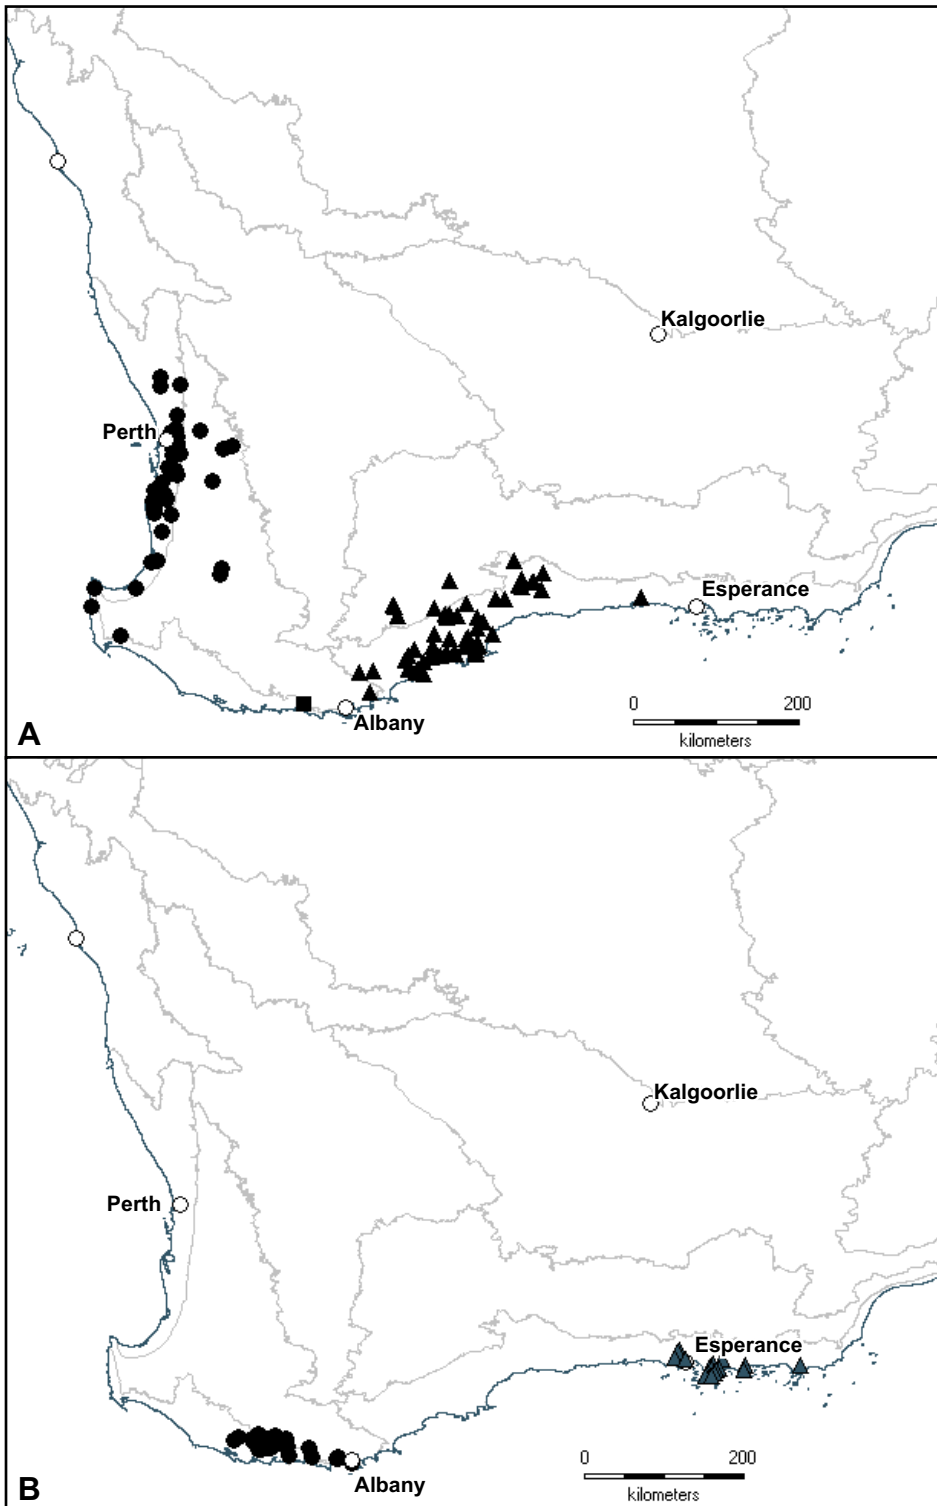 Kalgoorlie
Perth
Esperance
0 200
kilometers
Albany
A
Kalgoorlie
Perth
Esperance
0 200
kilometers
Albany
B